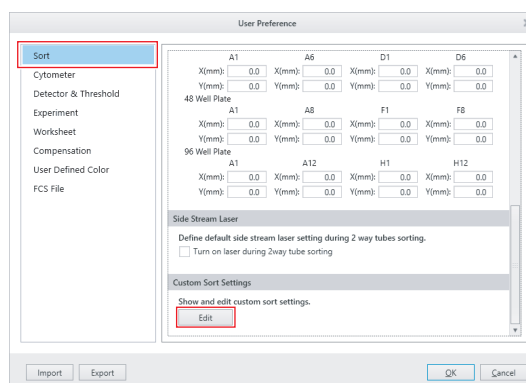 User Preference
Sort
Cytometer
Detector & Threshold
Experiment
Worksheet
Compensation
User Defined Color
FCS File
A1 A6 D1 D6
X(mm): 0.0 X(mm): 0.0 X(mm): 0.0 X(mm): 0.0
Y(mm): 0.0 Y(mm): 0.0 Y(mm): 0.0 Y(mm): 0.0
48 Well Plate
A1 A8 F1 F8
X(mm): 0.0 X(mm): 0.0 X(mm): 0.0 X(mm): 0.0
Y(mm): 0.0 Y(mm): 0.0 Y(mm): 0.0 Y(mm): 0.0
96 Well Plate
A1 A12 H1 H12
X(mm): 0.0 X(mm): 0.0 X(mm): 0.0 X(mm): 0.0
Y(mm): 0.0 Y(mm): 0.0 Y(mm): 0.0 Y(mm): 0.0
Side Stream Laser
Define default side stream laser setting during 2 way tubes sorting.
Turn on laser during 2way tube sorting
Custom Sort Settings
Show and edit custom sort settings.
Edit
Import Export OK Cancel